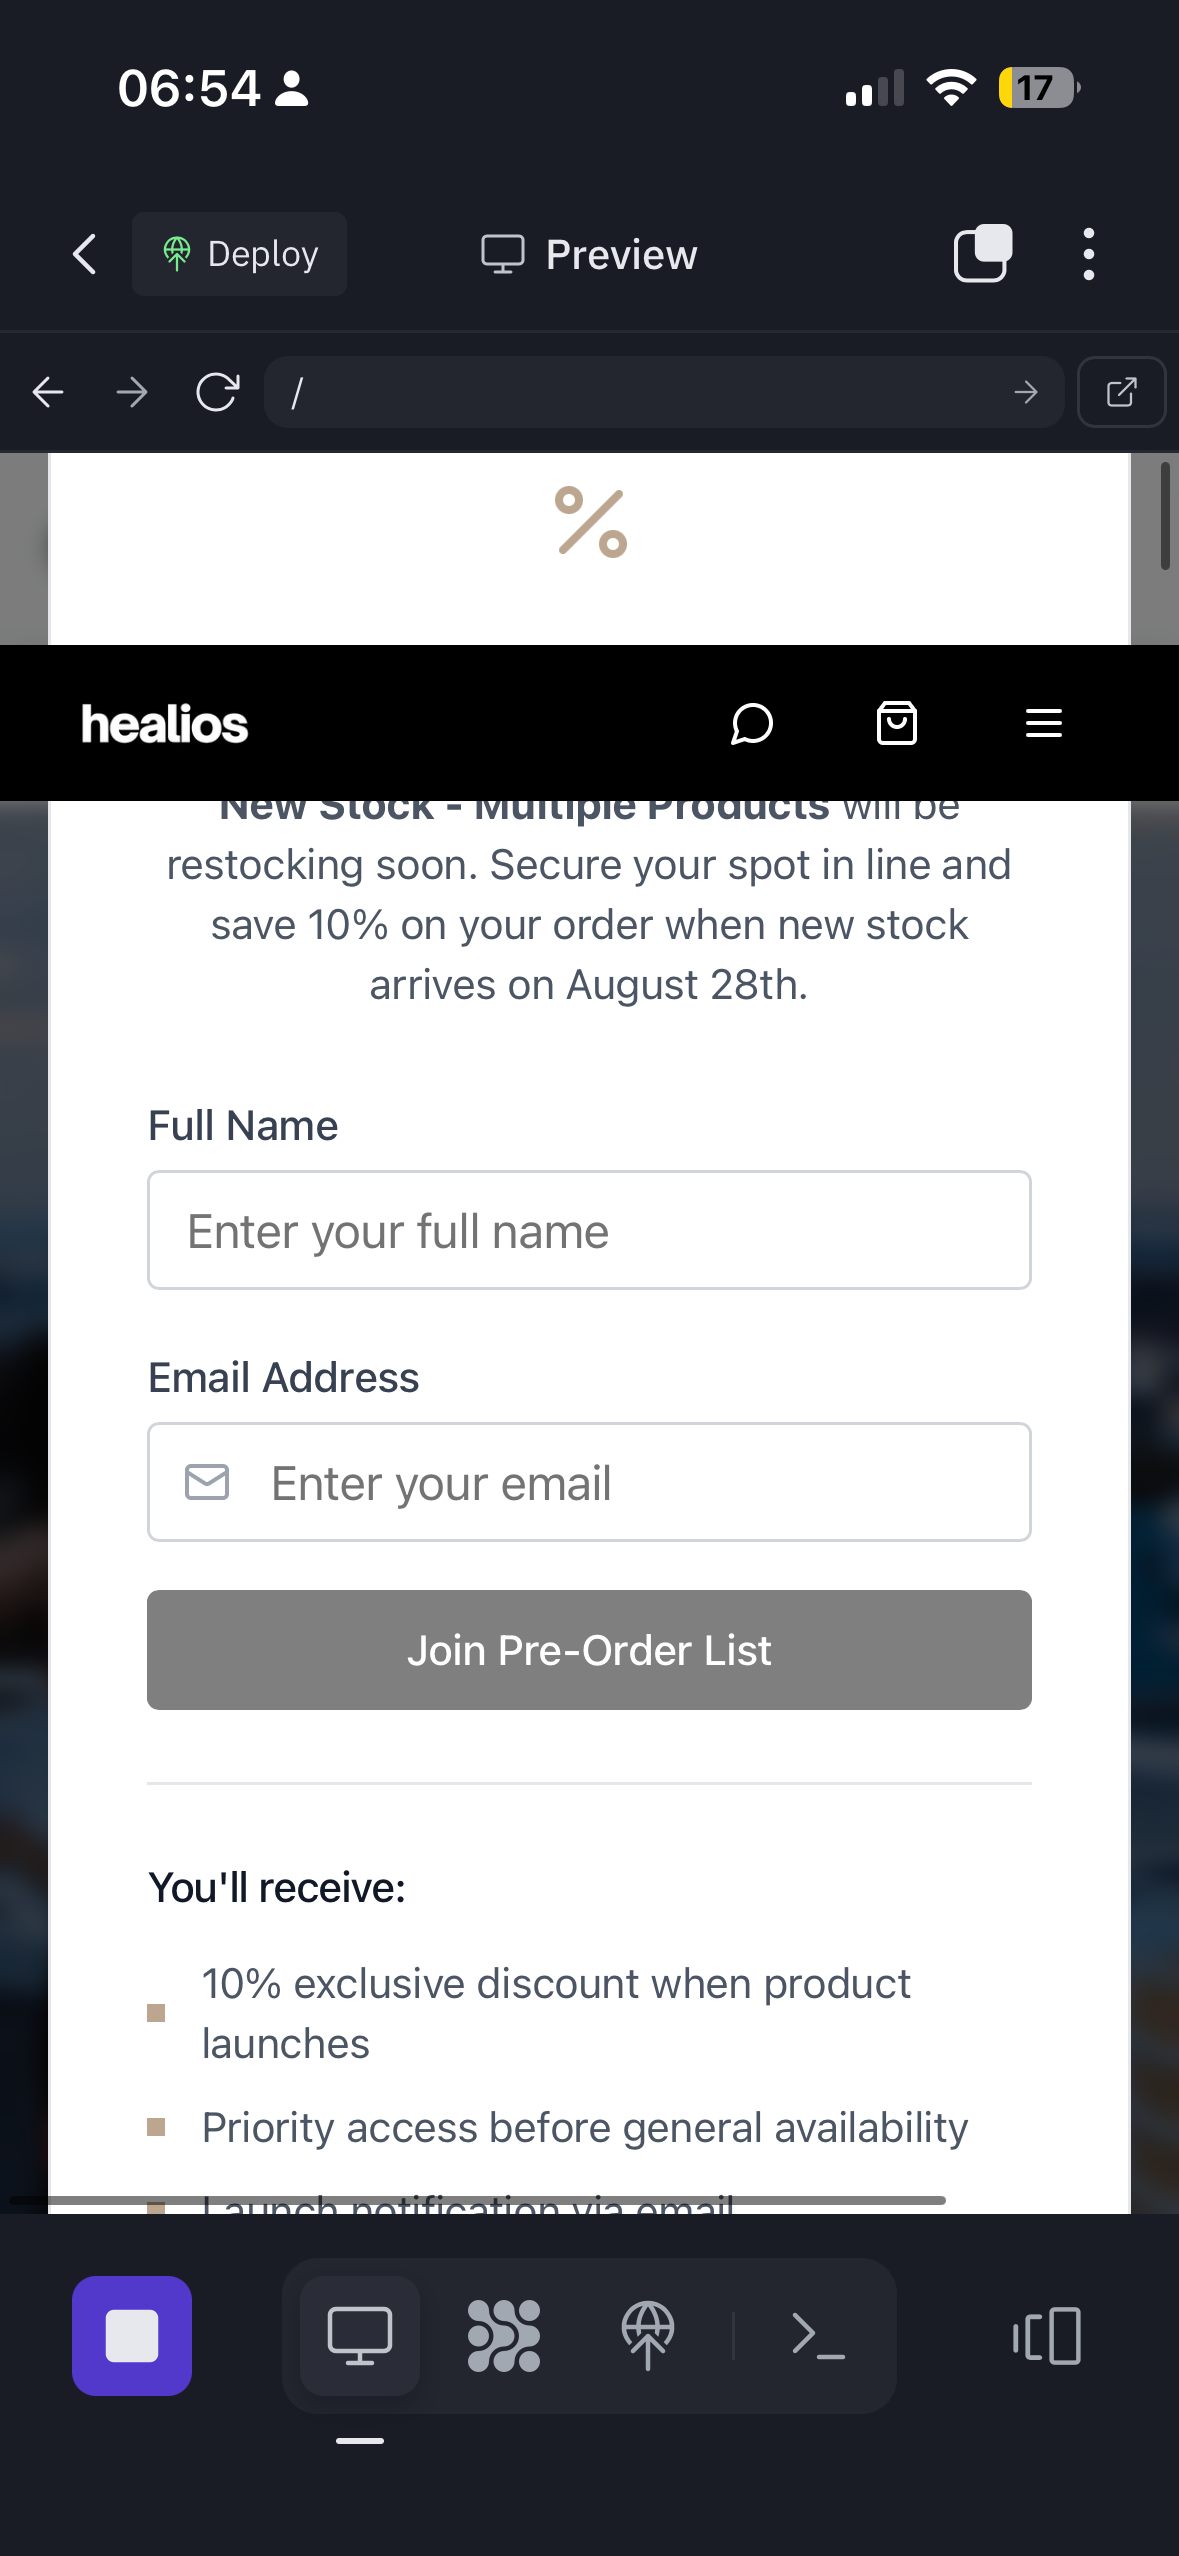 06:54
17
Deploy
Preview
/
healios
New Stock - Multiple Products will be
restocking soon. Secure your spot in line and
save 10% on your order when new stock
arrives on August 28th.
Full Name
Enter your full name
Email Address
Enter your email
Join Pre-Order List
You'll receive:
10% exclusive discount when product
launches
Priority access before general availability
Launch notification via email